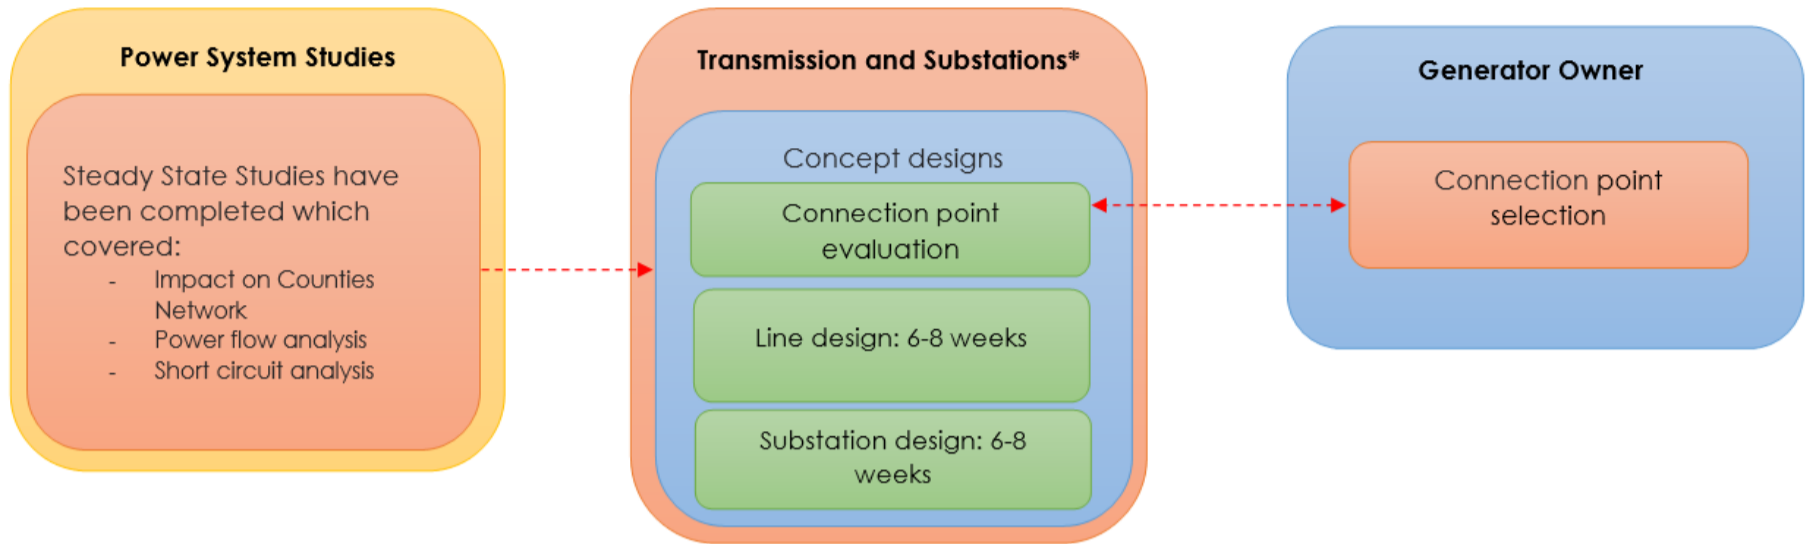 Power System Studies
Steady State Studies have
been completed which
covered:
- Impact on Counties
Network
- Power flow analysis
- Short circuit analysis
Transmission and Substations*
Concept designs
Connection point
evaluation
Line design: 6-8 weeks
Substation design: 6-8
weeks
Generator Owner
Connection point
selection